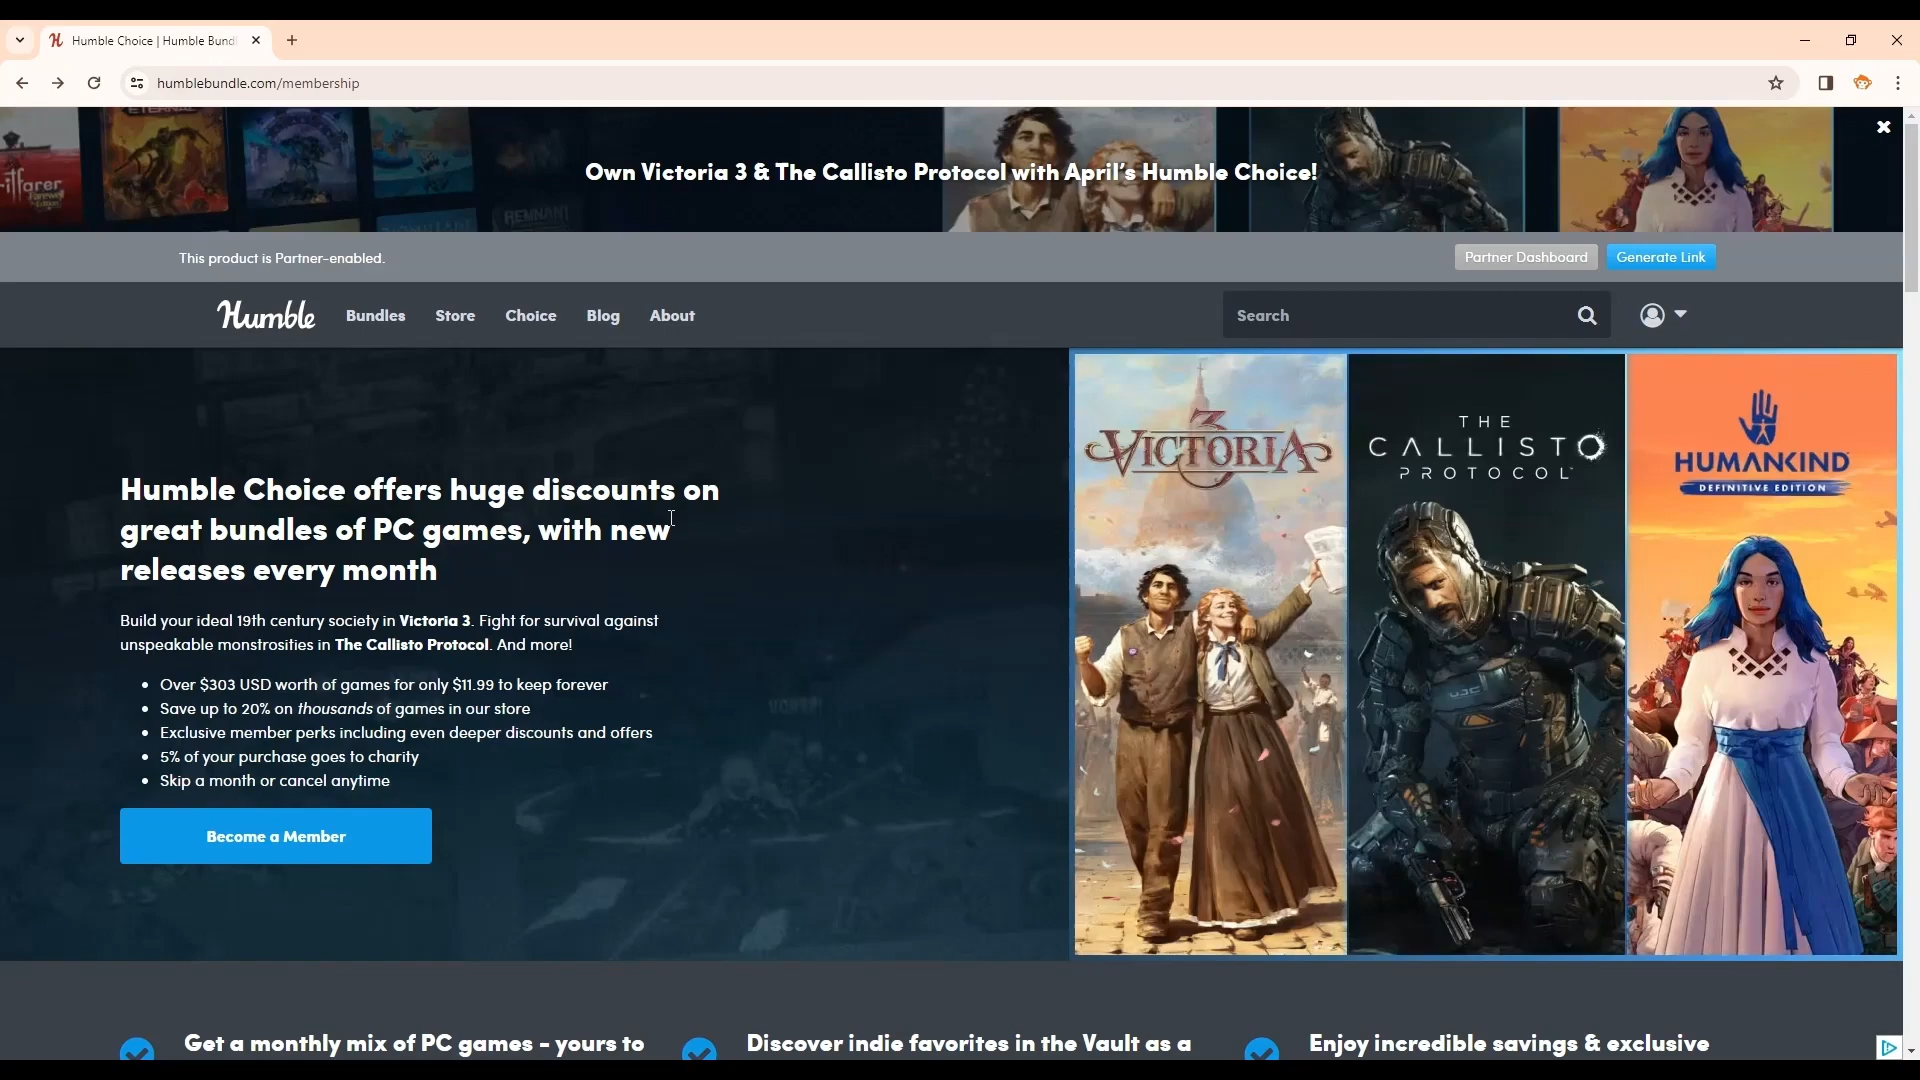 Humble Choice | Humble Bundl
humblebundle.com/membership
ETERNAL
itfarer
REMNANT
Own Victoria 3 & The Callisto Protocol with April's Humble Choice!
This product is Partner-enabled.
Partner Dashboard
Generate Link
Humble
Bundles
Store
Choice
Blog
About
Search
Humble Choice offers huge discounts on
great bundles of PC games, with new
releases every month
Build your ideal 19th century society in Victoria 3. Fight for survival against
unspeakable monstrosities in The Callisto Protocol. And more!
• Over $303 USD worth of games for only $11.99 to keep forever
• Save up to 20% on thousands of games in our store
• Exclusive member perks including even deeper discounts and offers
• 5% of your purchase goes to charity
• Skip a month or cancel anytime
Become a Member
VICTORIA
3
THE
CALLISTO
PROTOCOL
HUMANKIND
DEFINITIVE EDITION
Get a monthly mix of PC games - yours to
Discover indie favorites in the Vault as a
Enjoy incredible savings & exclusive